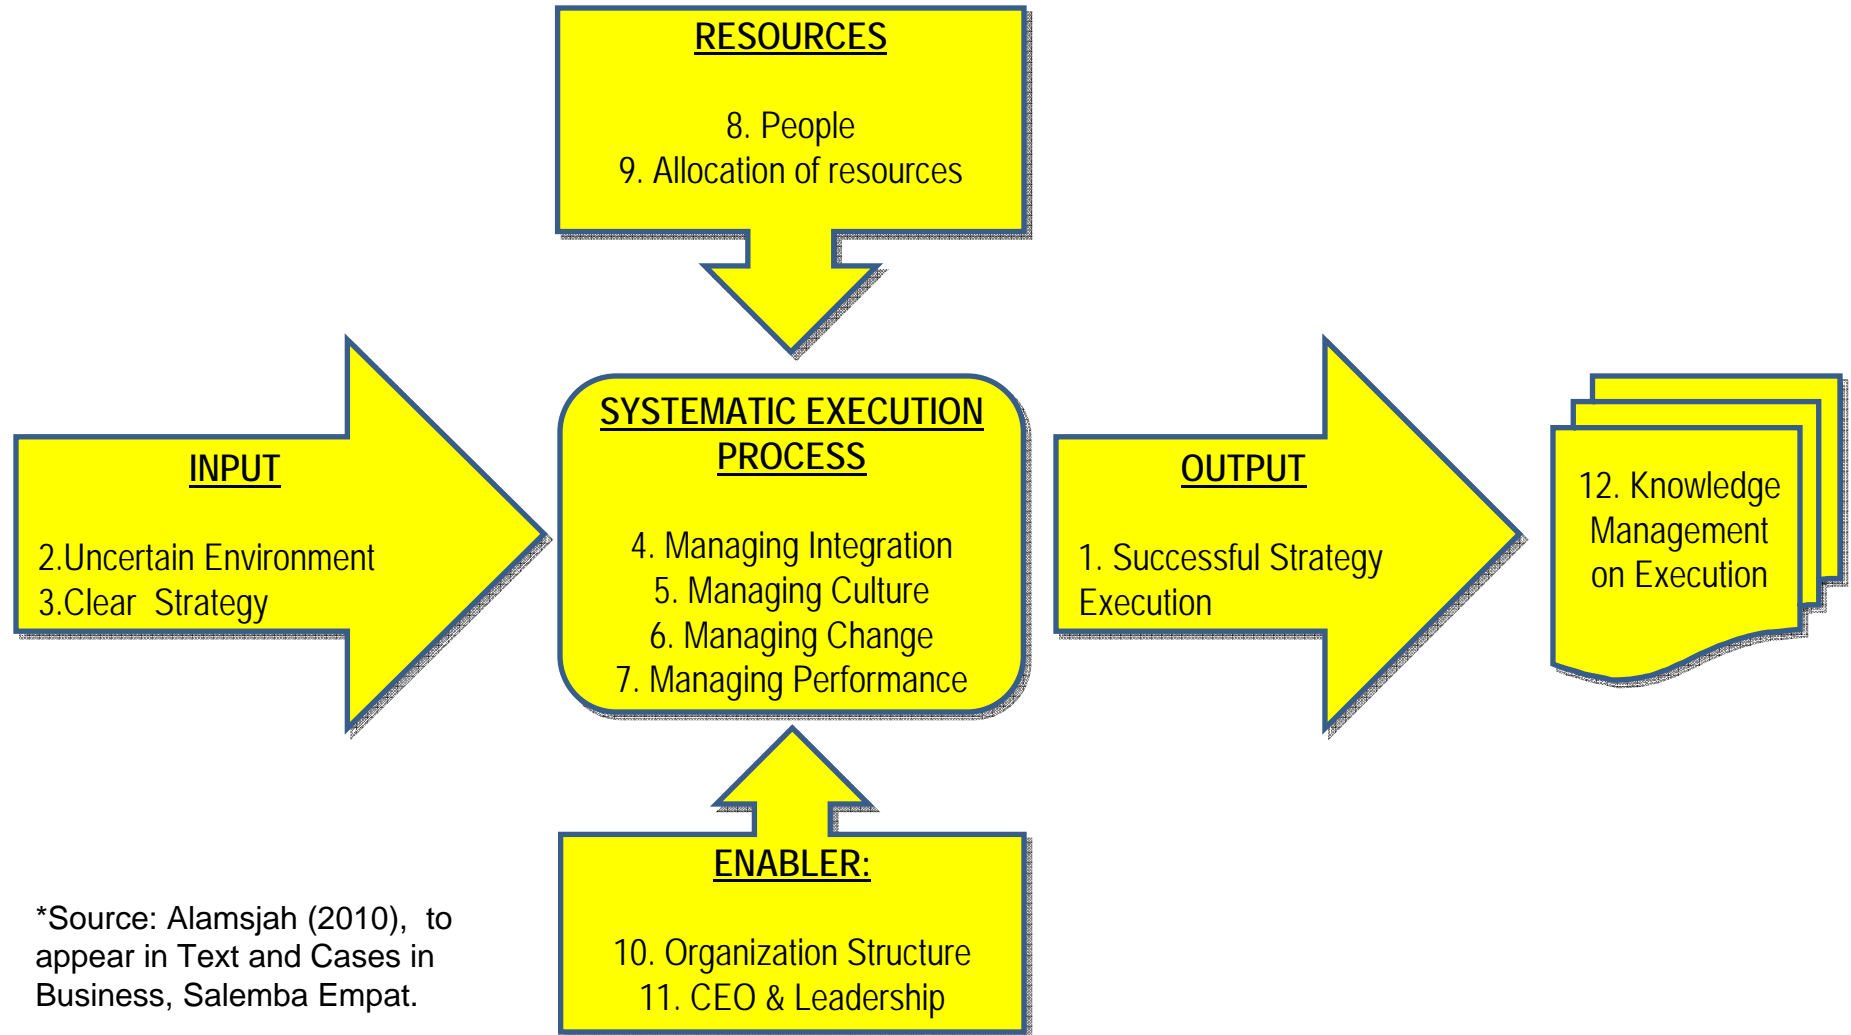 RESOURCES
8. People
9. Allocation of resources
INPUT
2.Uncertain Environment
3.Clear Strategy
SYSTEMATIC EXECUTION
PROCESS
4. Managing Integration
5. Managing Culture
6. Managing Change
7. Managing Performance
OUTPUT
1. Successful Strategy
Execution
12. Knowledge
Management
on Execution
ENABLER:
10. Organization Structure
11. CEO & Leadership
*Source: Alamsjah (2010), to
appear in Text and Cases in
Business, Salemba Empat.